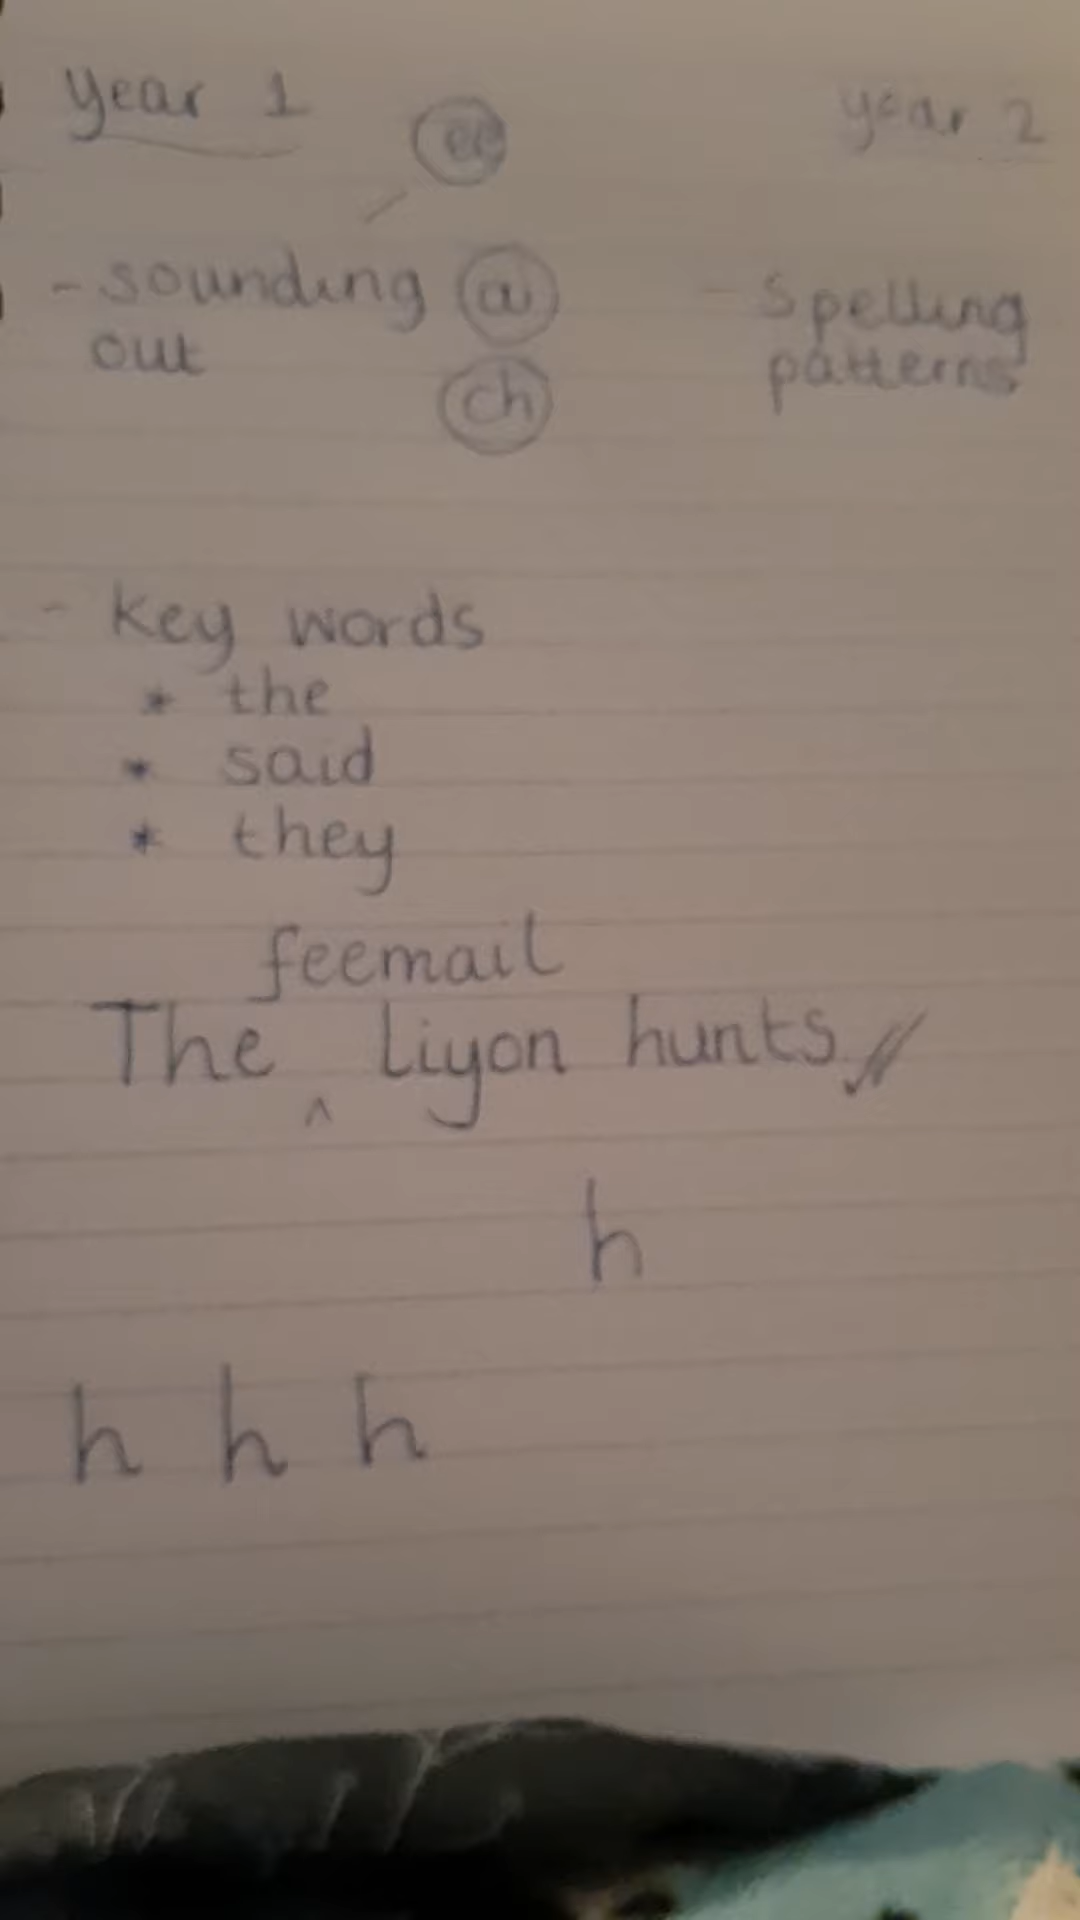 year 1
ee
year 2
- sounding
out
ai
ch
- Spelling
patterns
- key words
* the
* said
* they
feemail
The ^ Liyon hunts
h
h h h